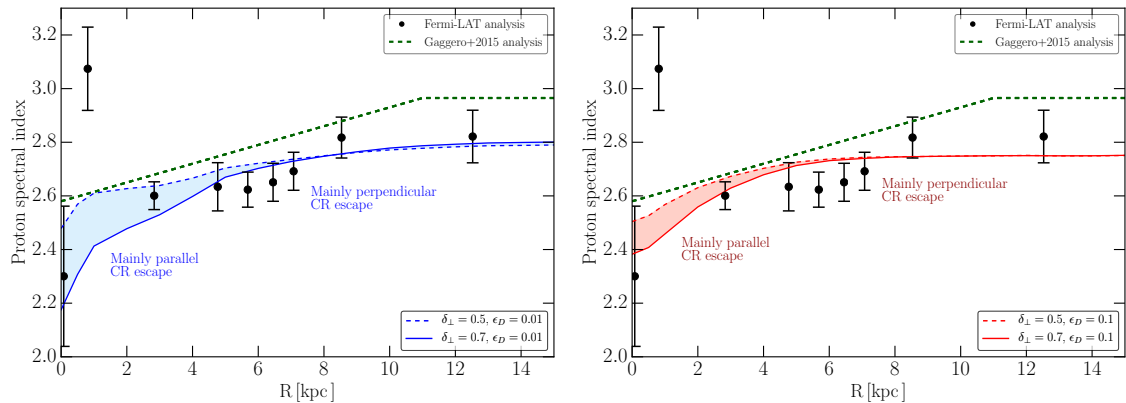 3.2
3.0
2.8
2.6
2.4
2.2
2.0
Proton spectral index
Fermi-LAT analysis
Gaggero+2015 analysis
Mainly perpendicular
CR escape
Mainly parallel
CR escape
δ⊥ = 0.5, ϵD = 0.01
δ⊥ = 0.7, ϵD = 0.01
0 2 4 6 8 10 12 14
R [kpc]
3.2
3.0
2.8
2.6
2.4
2.2
2.0
Proton spectral index
Fermi-LAT analysis
Gaggero+2015 analysis
Mainly perpendicular
CR escape
Mainly parallel
CR escape
δ⊥ = 0.5, ϵD = 0.1
δ⊥ = 0.7, ϵD = 0.1
0 2 4 6 8 10 12 14
R [kpc]